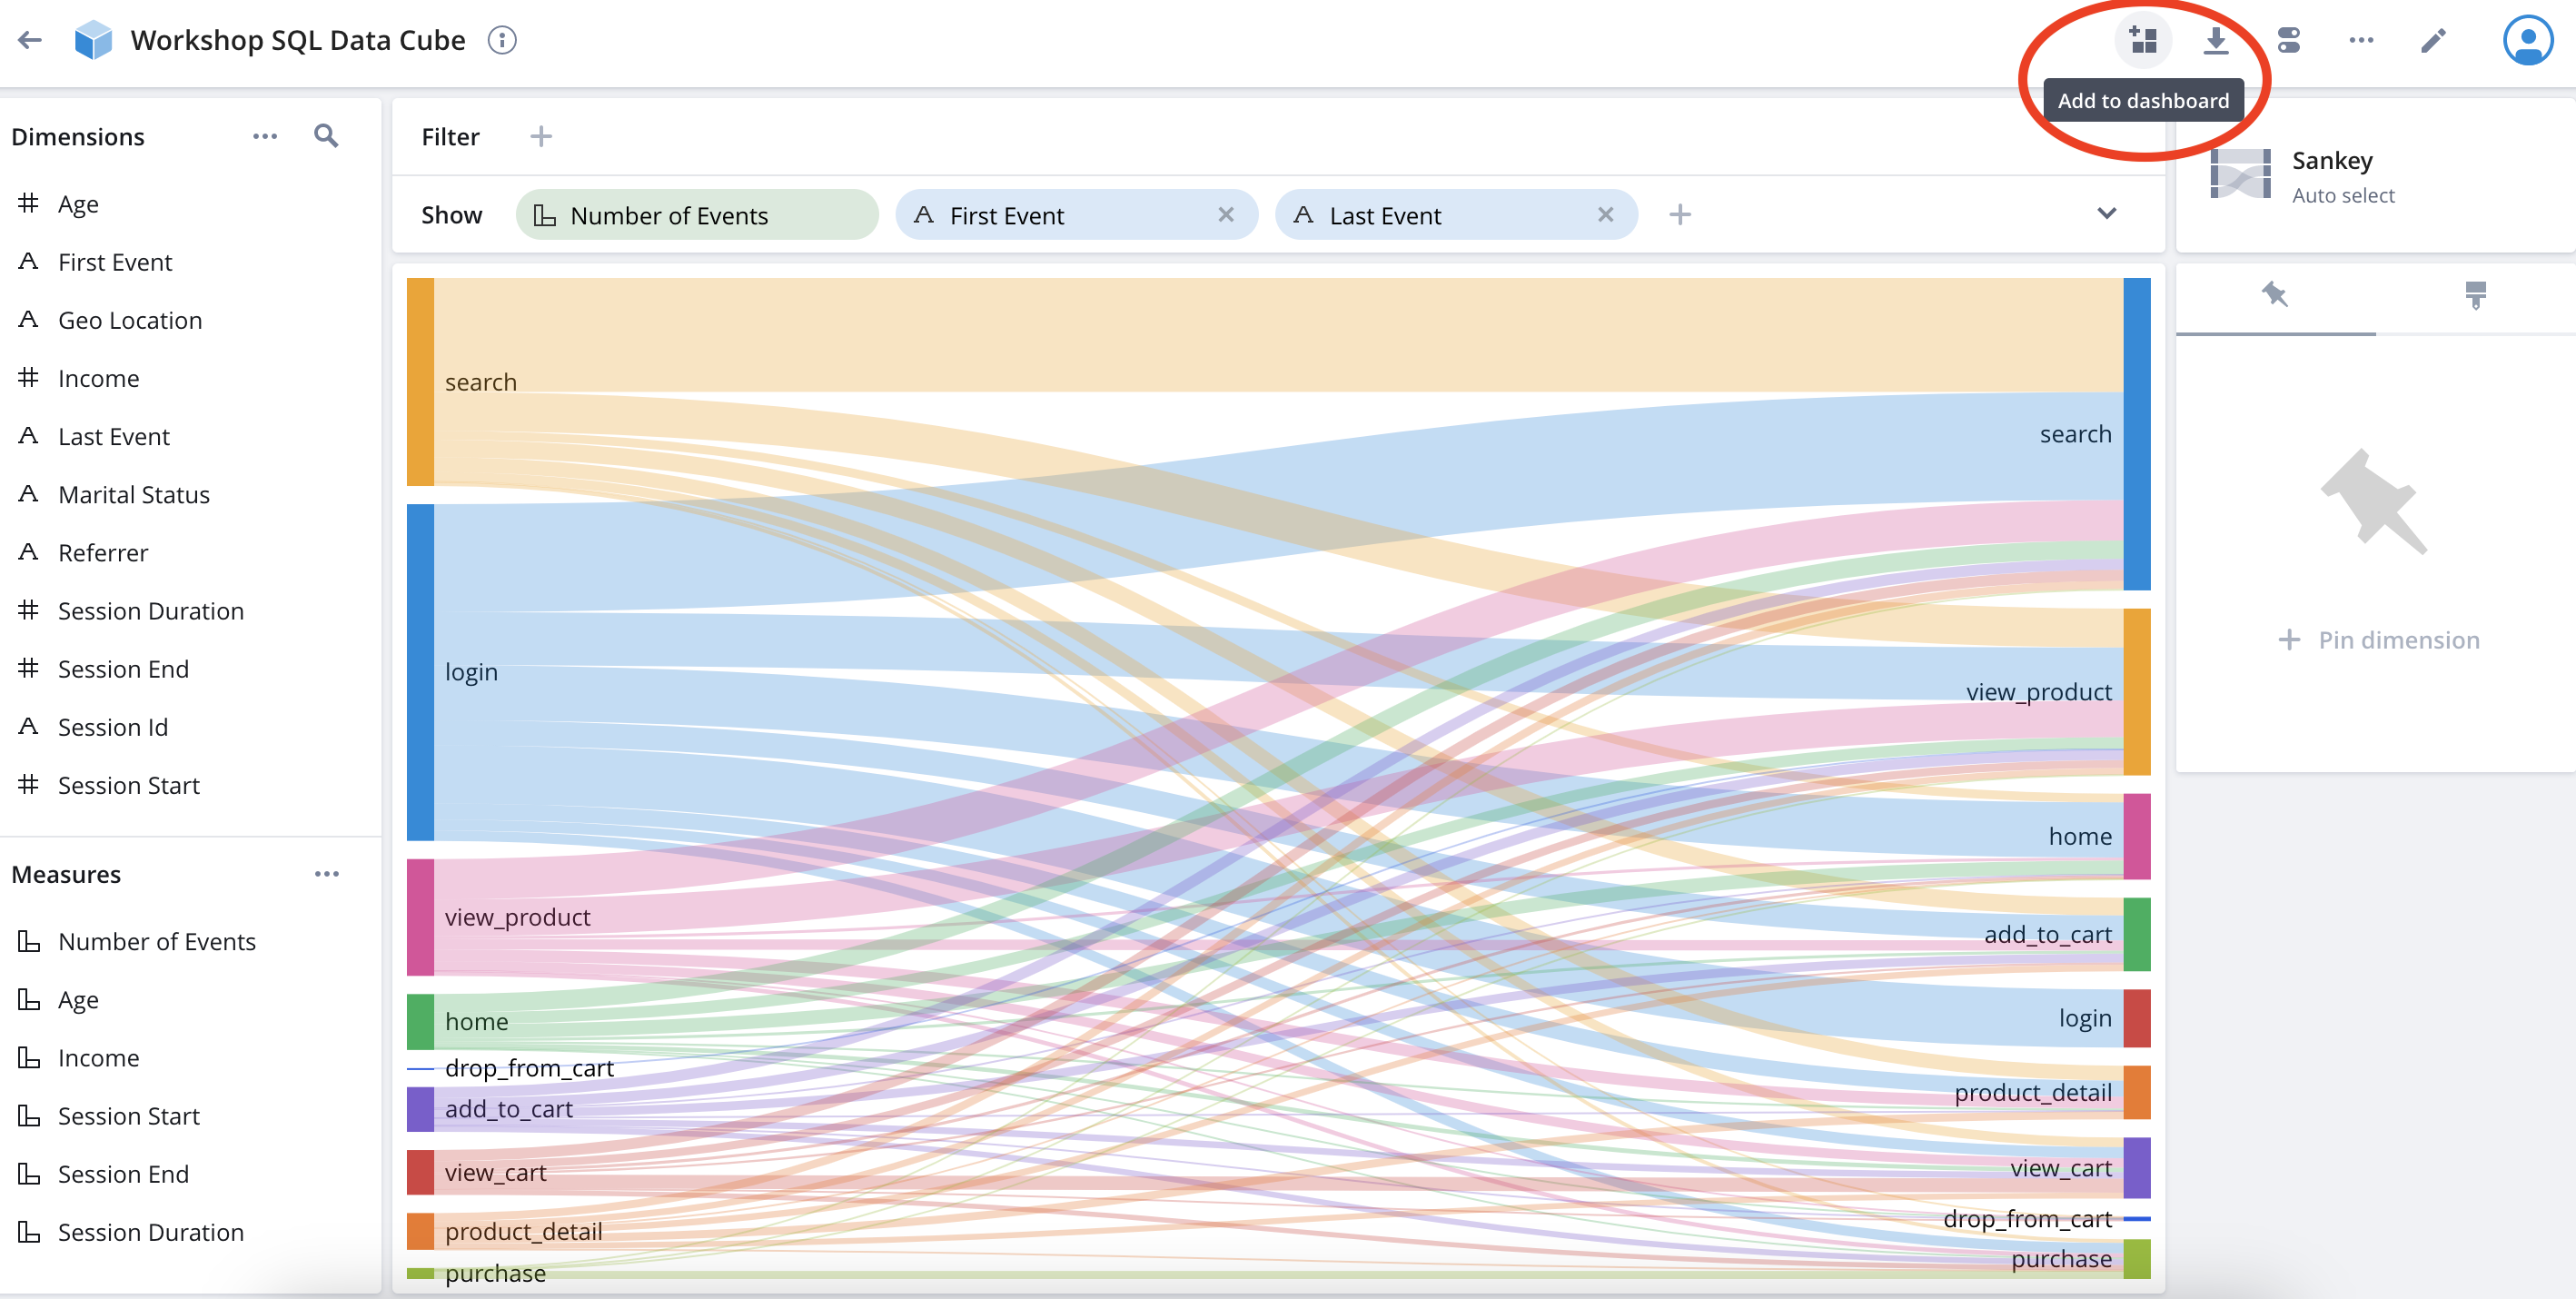 Workshop SQL Data Cube
Add to dashboard
Dimensions
Age
First Event
Geo Location
Income
Last Event
Marital Status
Referrer
Session Duration
Session End
Session Id
Session Start
Measures
Number of Events
Age
Income
Session Start
Session End
Session Duration
Filter
Show
Number of Events
First Event
Last Event
search
login
view_product
home
drop_from_cart
add_to_cart
view_cart
product_detail
purchase
search
view_product
home
add_to_cart
login
product_detail
view_cart
drop_from_cart
purchase
Sankey
Auto select
Pin dimension